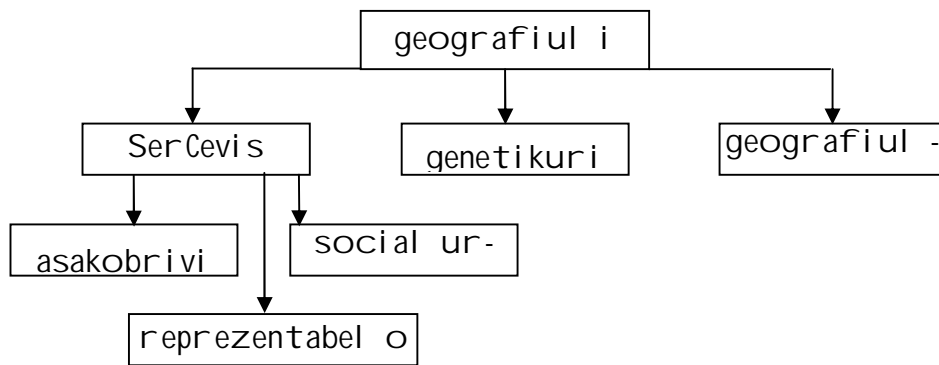 geografiul i
SerCevis
genetikuri
geografiul -
asakobrivi
social ur-
reprezentabel o